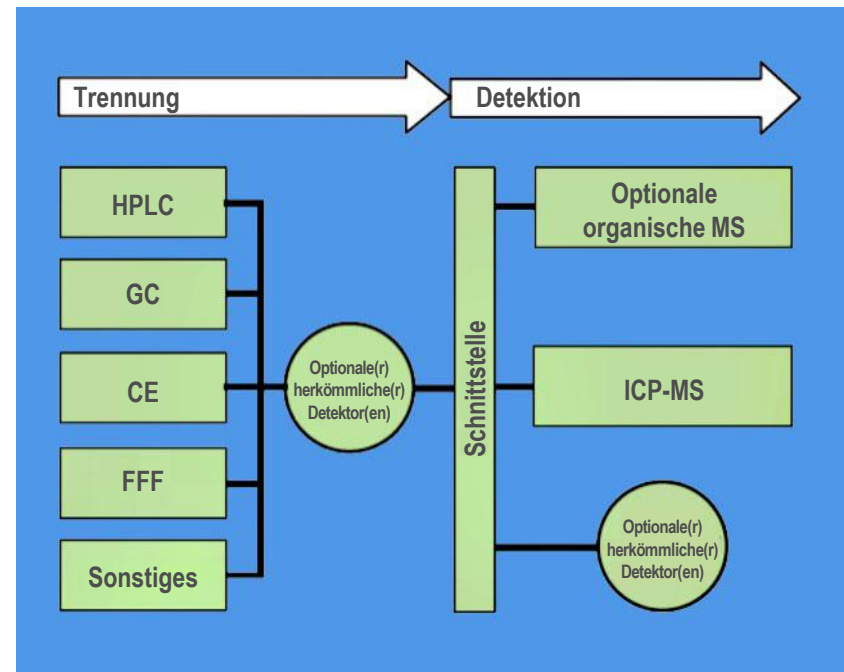 Trennung
Detektion
HPLC
GC
CE
FFF
Sonstiges
Optionale(r)
herkömmliche(r)
Detektor(en)
Schnittstelle
Optionale
organische MS
ICP-MS
Optionale(r)
herkömmliche(r)
Detektor(en)